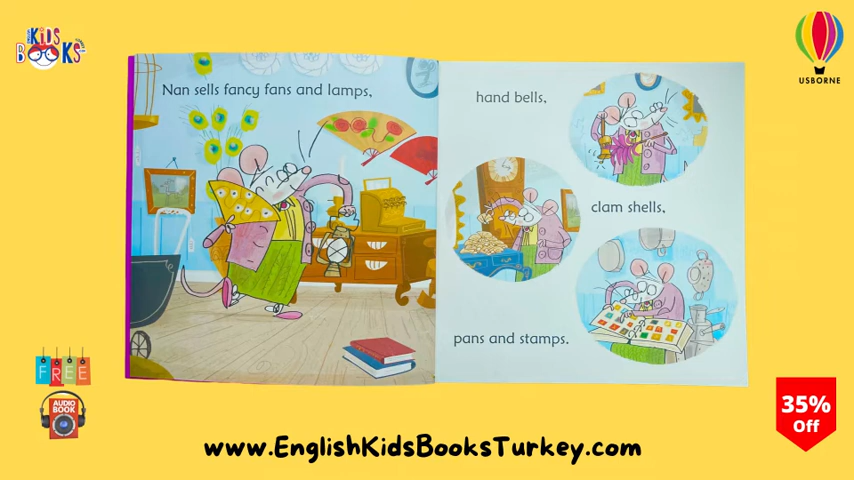 KiDS
BOOKS
USBORNE
Nan sells fancy fans and lamps,
hand bells,
clam shells,
pans and stamps.
FREE
AUDIO
BOOK
35%
Off
www.EnglishKidsBooksTurkey.com